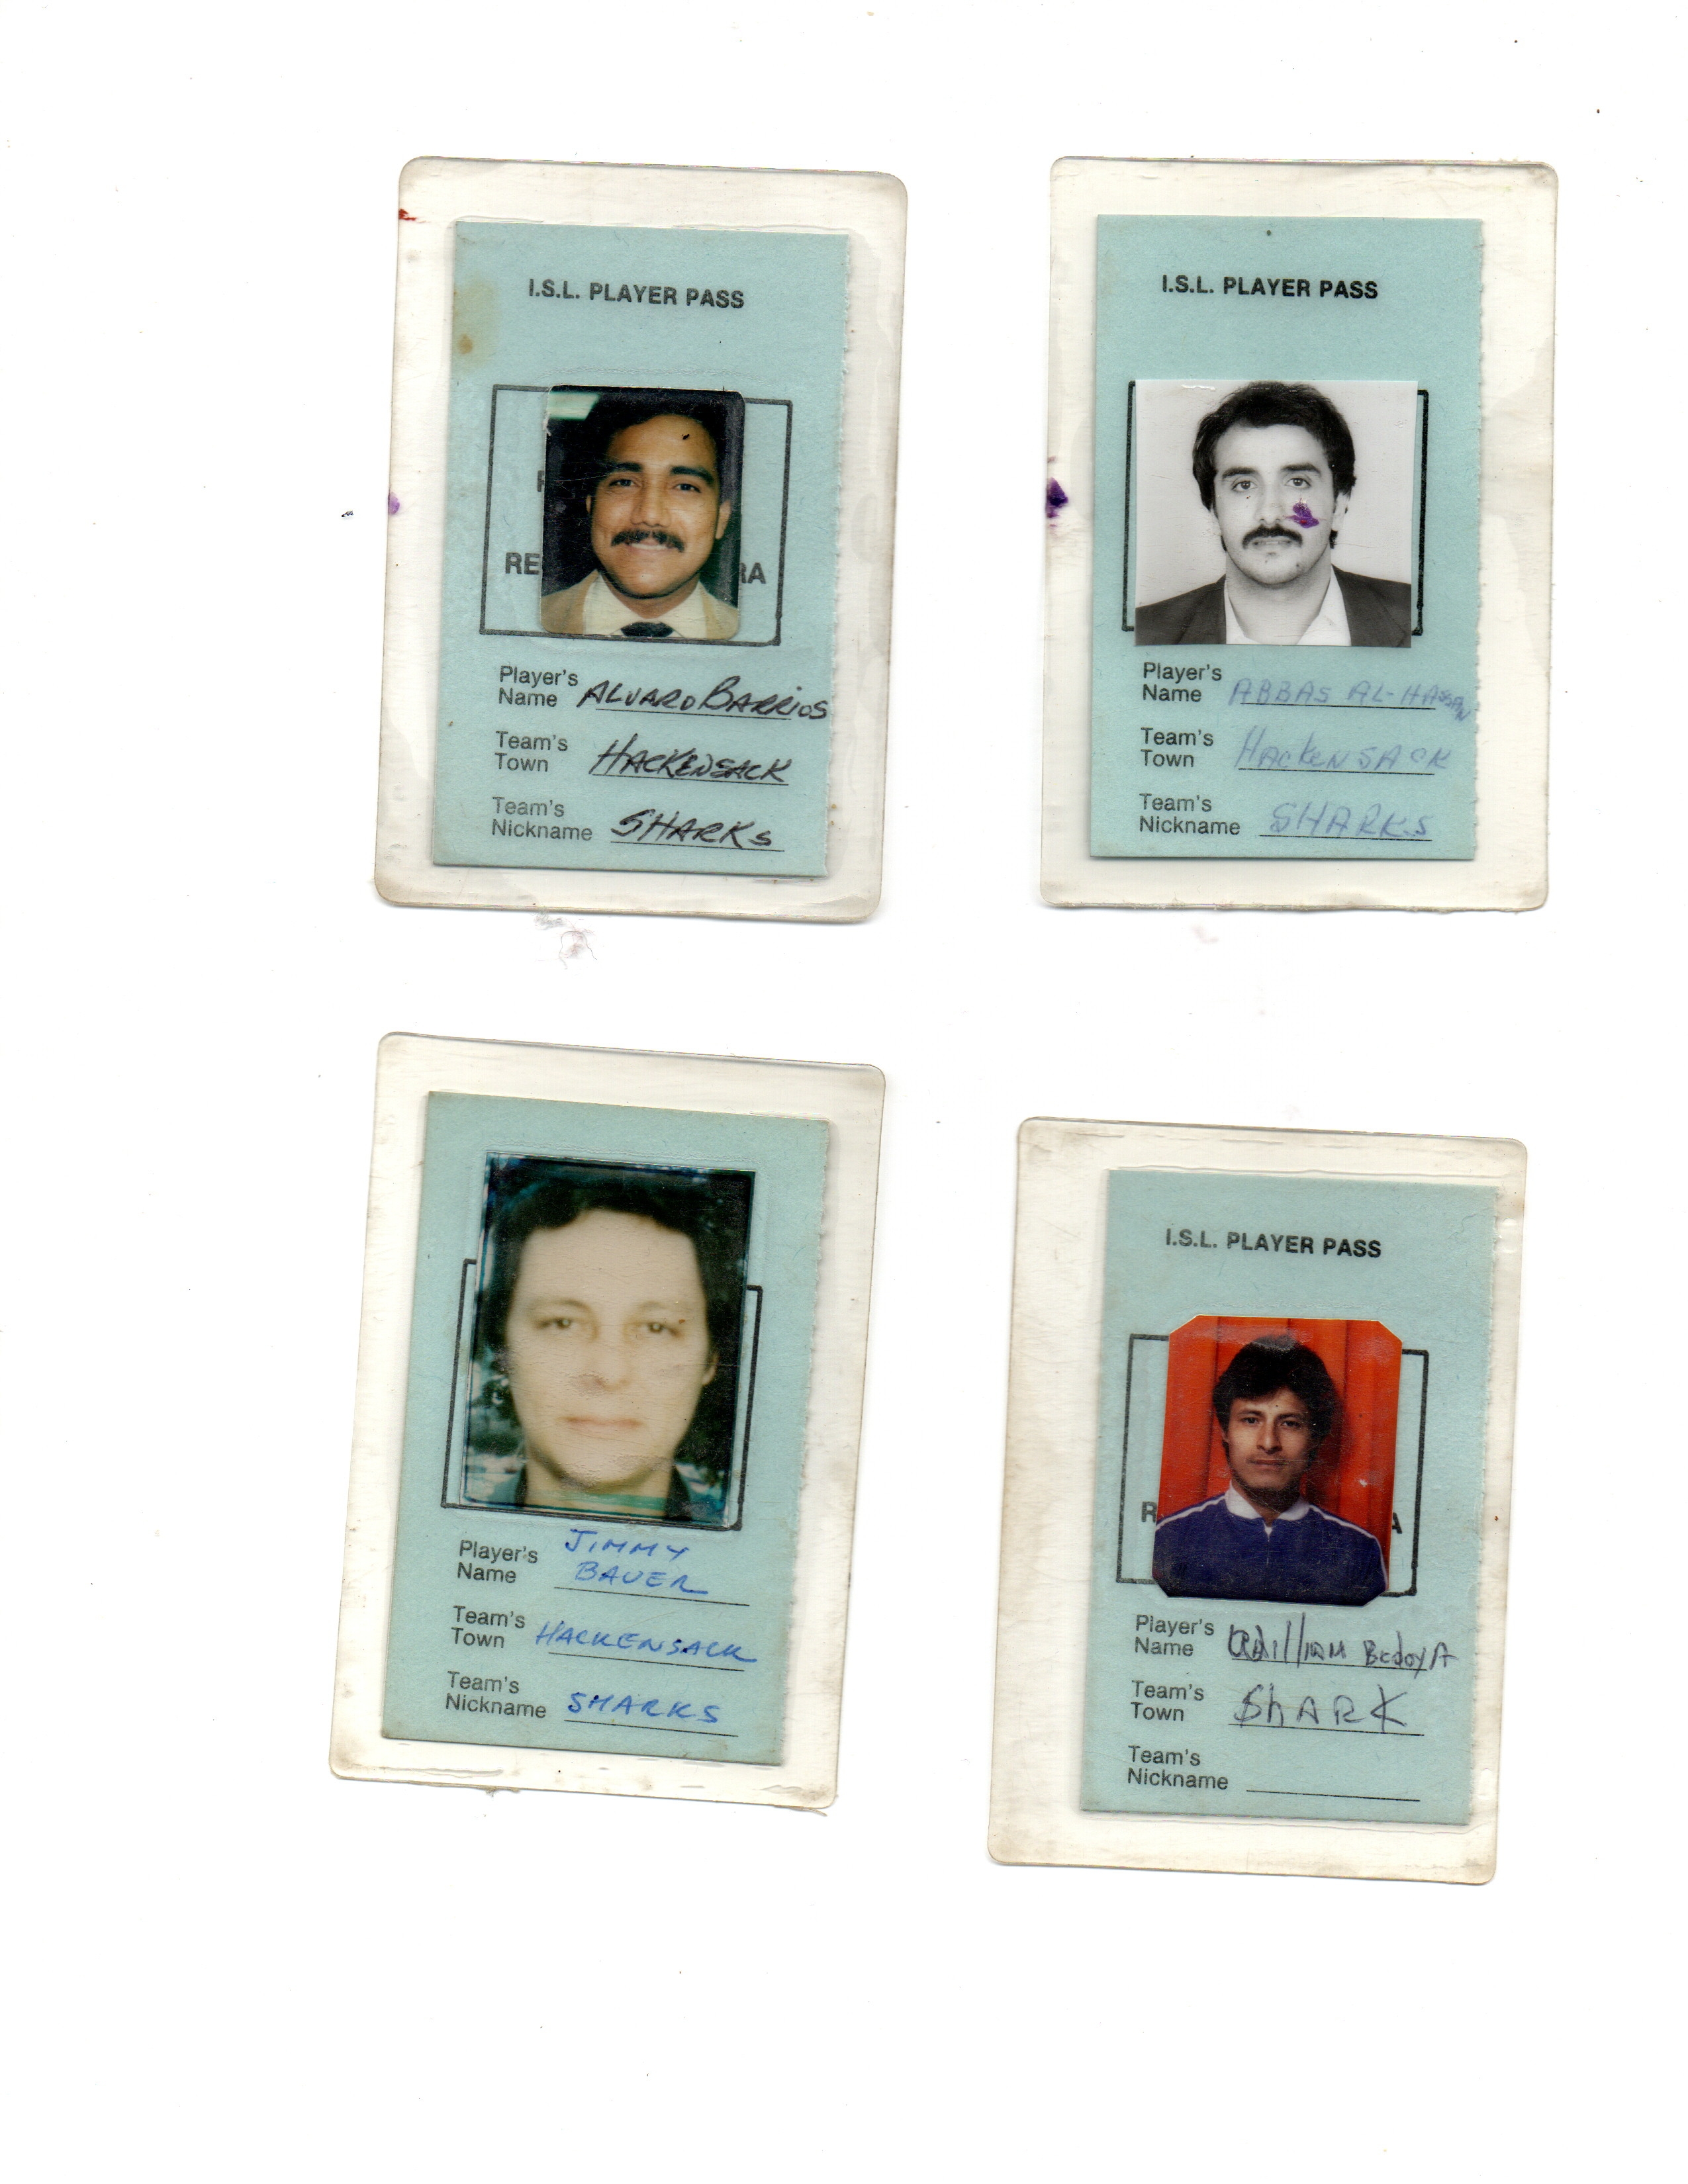 I.S.L. PLAYER PASS
RE RA
Player's
Name ALVARO BARRIOS
Team's
Town HACKENSACK
Team's
Nickname SHARKS
I.S.L. PLAYER PASS
Player's
Name ABBAS AL-HASSAN
Team's
Town HACKENSACK
Team's
Nickname SHARKS
Player's JIMMY
Name BAUER
Team's
Town HACKENSACK
Team's
Nickname SHARKS
I.S.L. PLAYER PASS
R A
Player's
Name William BedoyA
Team's
Town ShARK
Team's
Nickname